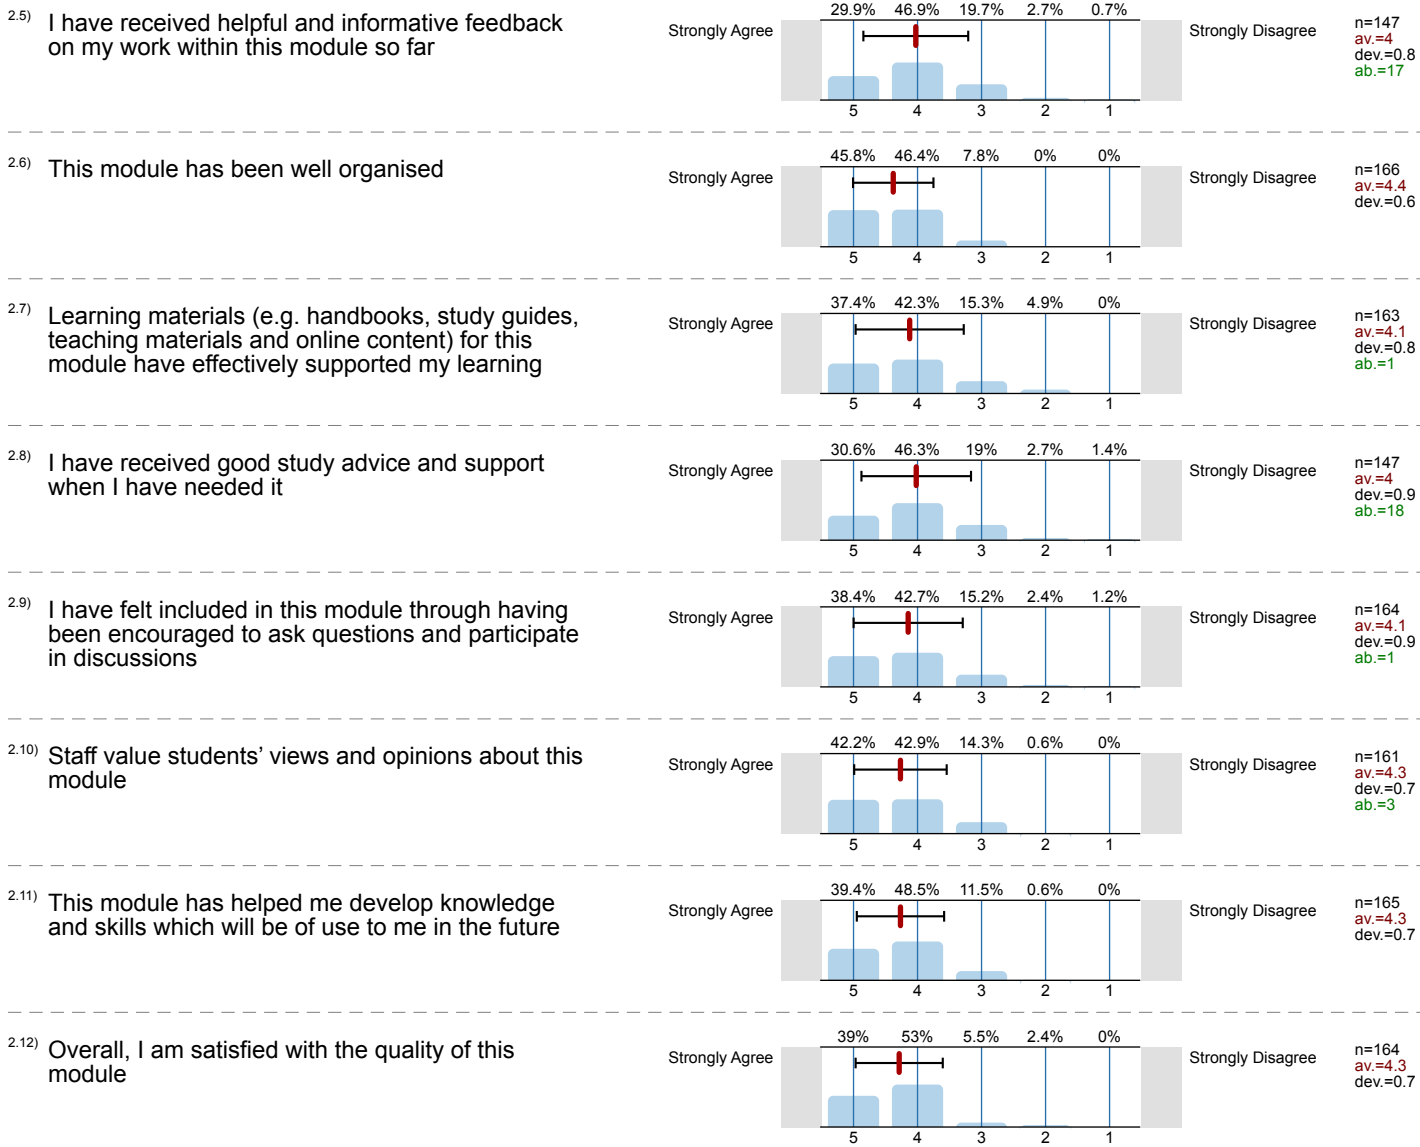 2.5) I have received helpful and informative feedback
on my work within this module so far
Strongly Agree
29.9% 46.9% 19.7% 2.7% 0.7%
5 4 3 2 1
Strongly Disagree
n=147
av.=4
dev.=0.8
ab.=17
2.6) This module has been well organised
Strongly Agree
45.8% 46.4% 7.8% 0% 0%
5 4 3 2 1
Strongly Disagree
n=166
av.=4.4
dev.=0.6
2.7) Learning materials (e.g. handbooks, study guides,
teaching materials and online content) for this
module have effectively supported my learning
Strongly Agree
37.4% 42.3% 15.3% 4.9% 0%
5 4 3 2 1
Strongly Disagree
n=163
av.=4.1
dev.=0.8
ab.=1
2.8) I have received good study advice and support
when I have needed it
Strongly Agree
30.6% 46.3% 19% 2.7% 1.4%
5 4 3 2 1
Strongly Disagree
n=147
av.=4
dev.=0.9
ab.=18
2.9) I have felt included in this module through having
been encouraged to ask questions and participate
in discussions
Strongly Agree
38.4% 42.7% 15.2% 2.4% 1.2%
5 4 3 2 1
Strongly Disagree
n=164
av.=4.1
dev.=0.9
ab.=1
2.10) Staff value students’ views and opinions about this
module
Strongly Agree
42.2% 42.9% 14.3% 0.6% 0%
5 4 3 2 1
Strongly Disagree
n=161
av.=4.3
dev.=0.7
ab.=3
2.11) This module has helped me develop knowledge
and skills which will be of use to me in the future
Strongly Agree
39.4% 48.5% 11.5% 0.6% 0%
5 4 3 2 1
Strongly Disagree
n=165
av.=4.3
dev.=0.7
2.12) Overall, I am satisfied with the quality of this
module
Strongly Agree
39% 53% 5.5% 2.4% 0%
5 4 3 2 1
Strongly Disagree
n=164
av.=4.3
dev.=0.7